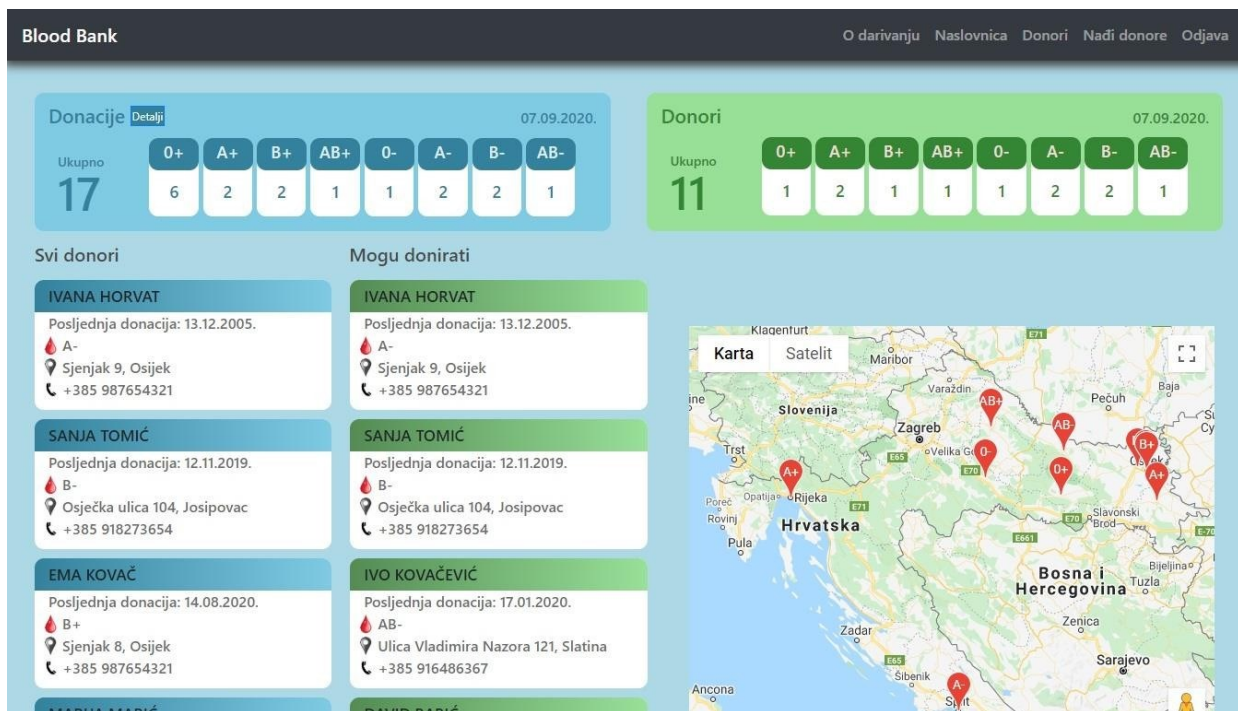 Blood Bank
O darivanju Naslovnica Donori Nađi donore Odjava
Donacije Detalji 07.09.2020.
Ukupno
17
0+ A+ B+ AB+ 0- A- B- AB-
6 2 2 1 1 2 2 1
Donori 07.09.2020.
Ukupno
11
0+ A+ B+ AB+ 0- A- B- AB-
1 2 1 1 1 2 2 1
Svi donori
IVANA HORVAT
Posljednja donacija: 13.12.2005.
A-
Sjenjak 9, Osijek
+385 987654321
SANJA TOMIĆ
Posljednja donacija: 12.11.2019.
B-
Osječka ulica 104, Josipovac
+385 918273654
EMA KOVAČ
Posljednja donacija: 14.08.2020.
B+
Sjenjak 8, Osijek
+385 987654321
Mogu donirati
IVANA HORVAT
Posljednja donacija: 13.12.2005.
A-
Sjenjak 9, Osijek
+385 987654321
SANJA TOMIĆ
Posljednja donacija: 12.11.2019.
B-
Osječka ulica 104, Josipovac
+385 918273654
IVO KOVAČEVIĆ
Posljednja donacija: 17.01.2020.
AB-
Ulica Vladimira Nazora 121, Slatina
+385 916486367
Klagenfurt
E71
Karta Satelit
Maribor
Varaždin
Baja
Pečuh
AB+
Slovenija
Zagreb
AB-
Trst
E65
Velika
0-
B+
E70
0+
A+
A+
Poreč
Opatija
Rijeka
E71
Rovinj
Hrvatska
E70
Slavonski
Brod
Pula
E661
Bosna i
Hercegovina
Bijeljina
Tuzla
Zenica
Zadar
E65
Šibenik
Sarajevo
Ancona
A-
Split